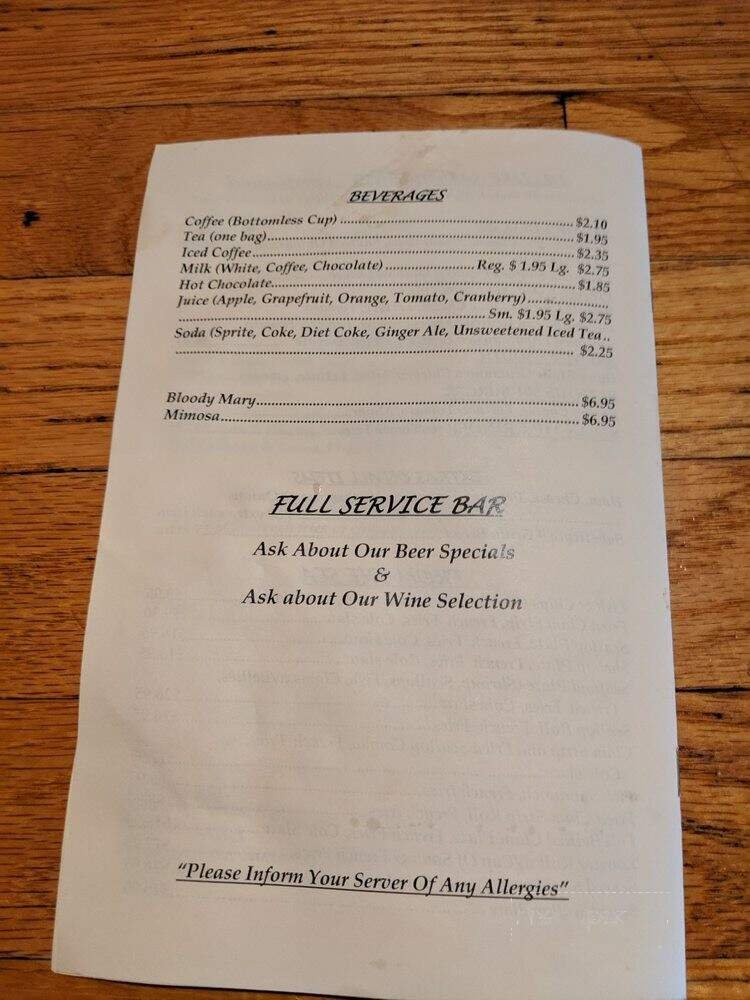 BEVERAGES
Coffee (Bottomless Cup) ........ $2.10
Tea (one bag)........ $1.95
Iced Coffee........ $2.35
Milk (White, Coffee, Chocolate) ........ Reg. $ 1.95 Lg. $2.75
Hot Chocolate........ $1.85
Juice (Apple, Grapefruit, Orange, Tomato, Cranberry)........
........ Sm. $1.95 Lg. $2.75
Soda (Sprite, Coke, Diet Coke, Ginger Ale, Unsweetened Iced Tea..
........ $2.25
Bloody Mary........ $6.95
Mimosa........ $6.95
FULL SERVICE BAR
Ask About Our Beer Specials
&
Ask about Our Wine Selection
"Please Inform Your Server Of Any Allergies"